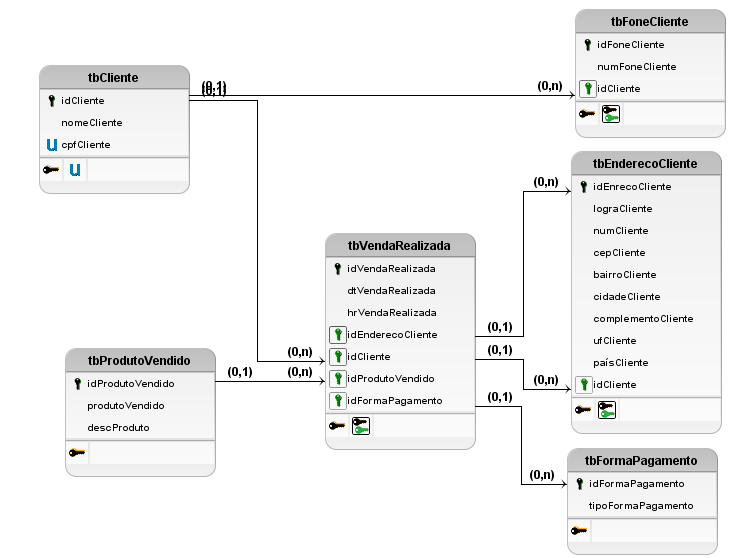 tbCliente
idCliente
nomeCliente
U cpfCliente
U
(0,1)
(0,1)
(0,n)
tbFoneCliente
idFoneCliente
numFoneCliente
idCliente
tbEnderecoCliente
idEnrecoCliente
lograCliente
numCliente
cepCliente
bairroCliente
cidadeCliente
complementoCliente
ufCliente
paísCliente
idCliente
(0,n)
(0,n)
tbVendaRealizada
idVendaRealizada
dtVendaRealizada
hrVendaRealizada
idEnderecoCliente
idCliente
idProdutoVendido
idFormaPagamento
(0,1)
(0,1)
(0,1)
(0,n)
(0,n)
tbProdutoVendido
idProdutoVendido
produtoVendido
descProduto
(0,1)
(0,n)
tbFormaPagamento
idFormaPagamento
tipoFormaPagamento